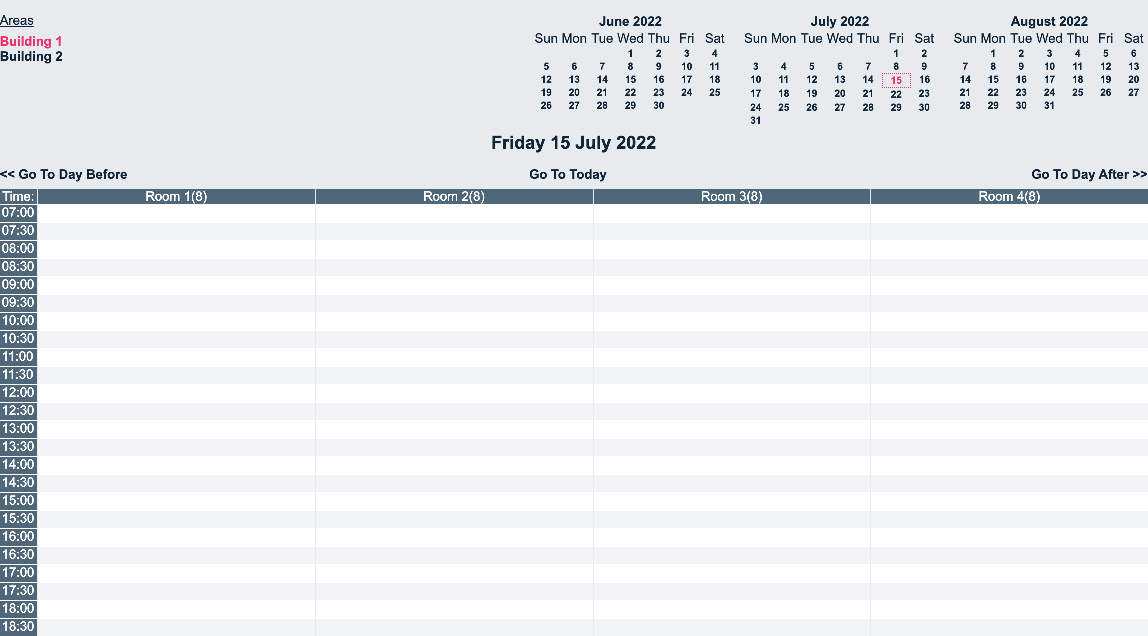 Areas
Building 1
Building 2
June 2022
Sun Mon Tue Wed Thu Fri Sat
1 2 3 4
5 6 7 8 9 10 11
12 13 14 15 16 17 18
19 20 21 22 23 24 25
26 27 28 29 30
July 2022
Sun Mon Tue Wed Thu Fri Sat
1 2
3 4 5 6 7 8 9
10 11 12 13 14 15 16
17 18 19 20 21 22 23
24 25 26 27 28 29 30
31
August 2022
Sun Mon Tue Wed Thu Fri Sat
1 2 3 4 5 6
7 8 9 10 11 12 13
14 15 16 17 18 19 20
21 22 23 24 25 26 27
28 29 30 31
Friday 15 July 2022
<< Go To Day Before Go To Today Go To Day After >>
Time: Room 1(8) Room 2(8) Room 3(8) Room 4(8)
07:00
07:30
08:00
08:30
09:00
09:30
10:00
10:30
11:00
11:30
12:00
12:30
13:00
13:30
14:00
14:30
15:00
15:30
16:00
16:30
17:00
17:30
18:00
18:30